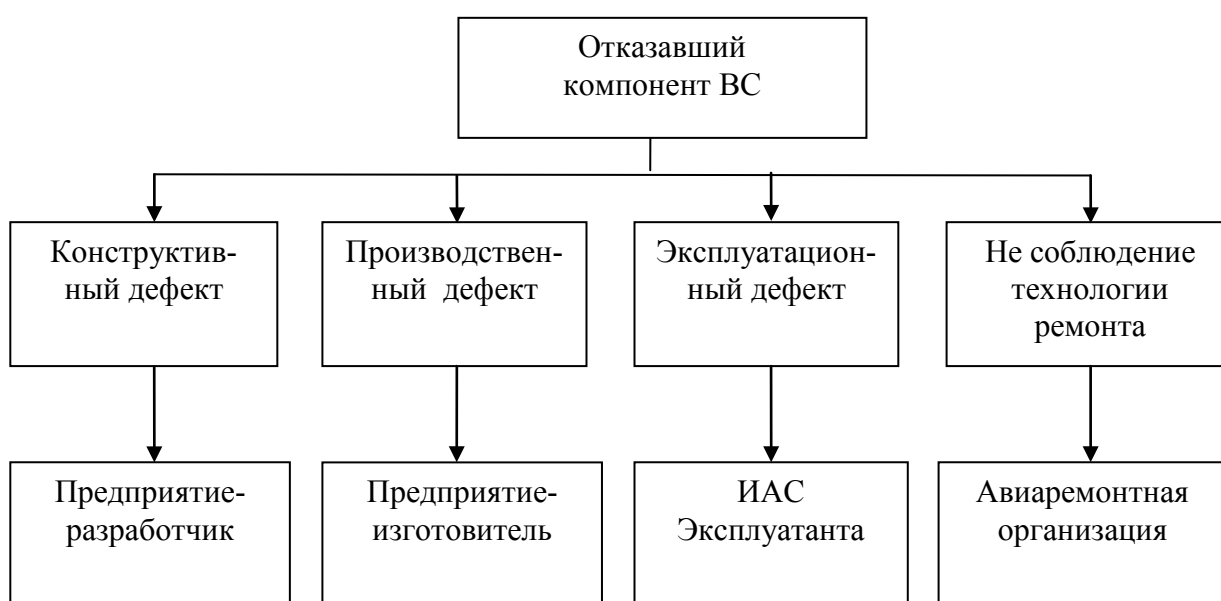 Отказавший
компонент ВС
Конструктив-
ный дефект
Производствен-
ный дефект
Эксплуатацион-
ный дефект
Не соблюдение
технологии
ремонта
Предприятие-
разработчик
Предприятие-
изготовитель
ИАС
Эксплуатанта
Авиаремонтная
организация